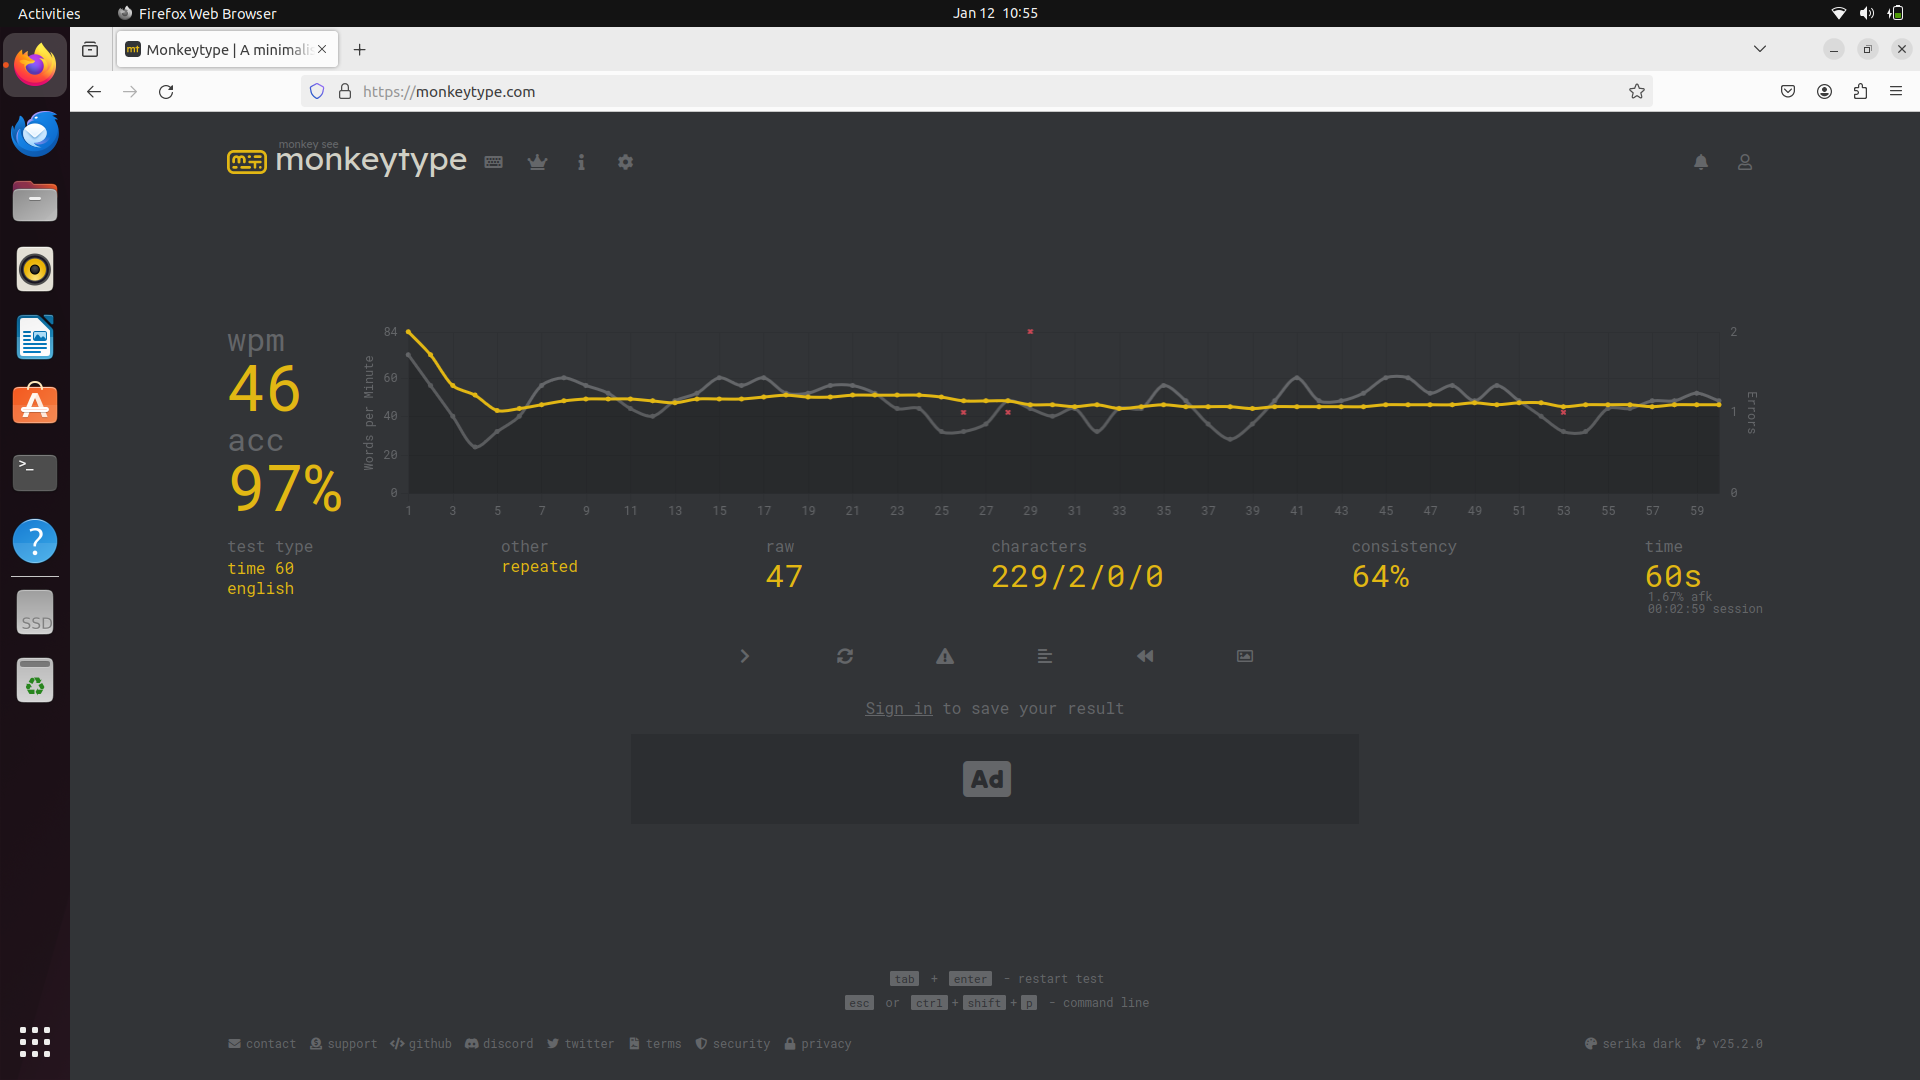 Activities Firefox Web Browser Jan 12 10:55
mt Monkeytype | A minimali
https://monkeytype.com
monkey see
monkeytype
wpm
46
acc
97%
Words per Minute
84
60
40
20
0
2
1
0
Errors
1 3 5 7 9 11 13 15 17 19 21 23 25 27 29 31 33 35 37 39 41 43 45 47 49 51 53 55 57 59
test type
time 60
english
other
repeated
raw
47
characters
229/2/0/0
consistency
64%
time
60s
1.67% afk
00:02:59 session
Sign in to save your result
Ad
tab + enter - restart test
esc or ctrl + shift + p - command line
contact support github discord twitter terms security privacy serika dark v25.2.0
>_
?
SSD